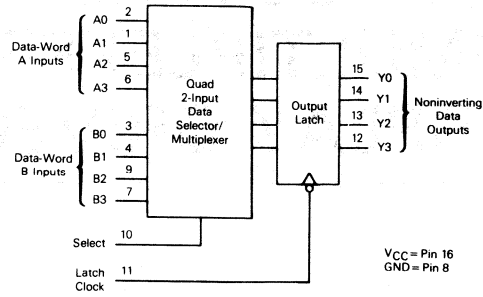 A0 2
A1 1
A2 5
A3 6
Data-Word
A Inputs
B0 3
B1 4
B2 9
B3 7
Data-Word
B Inputs
Select 10
Latch
Clock
11
Quad
2-Input
Data
Selector/
Multiplexer
Output
Latch
15 Y0
14 Y1
13 Y2
12 Y3
Noninverting
Data
Outputs
VCC = Pin 16
GND = Pin 8